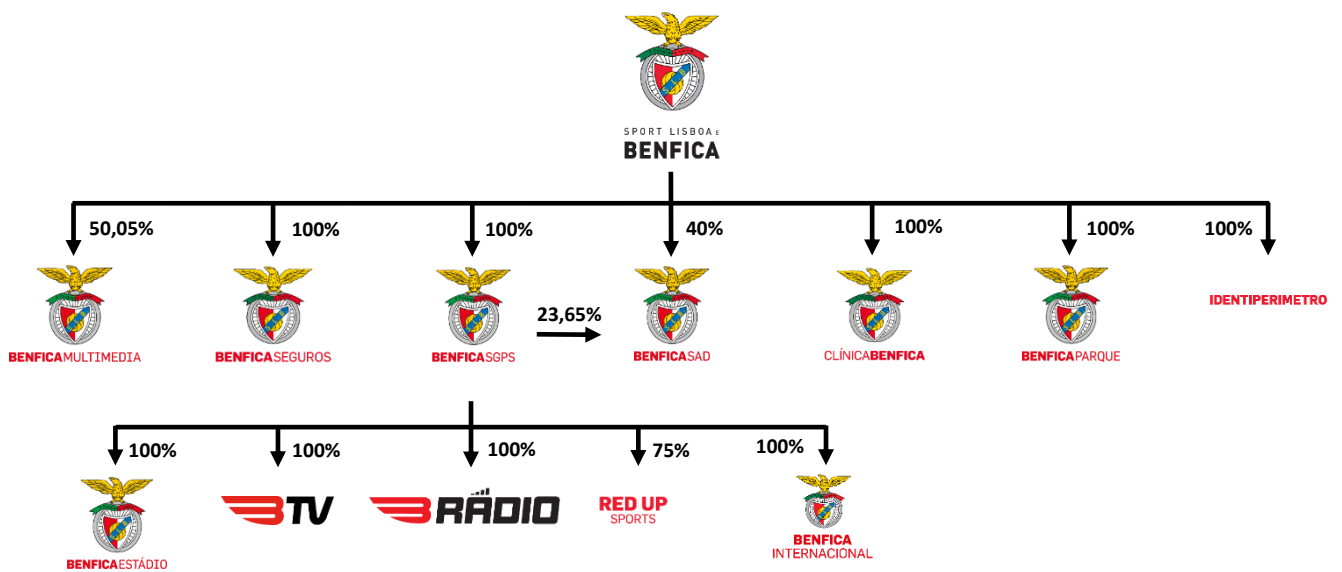 SPORT LISBOA E
BENFICA
50,05%
100%
100%
40%
100%
100%
100%
BENFICAMULTIMEDIA
BENFICASEGUROS
BENFICASGPS
23,65%
BENFICASAD
CLÍNICABENFICA
BENFICAPARQUE
IDENTIPERIMETRO
100%
100%
100%
75%
100%
BENFICAESTÁDIO
BTV
BRÁDIO
RED UP
SPORTS
BENFICA
INTERNACIONAL